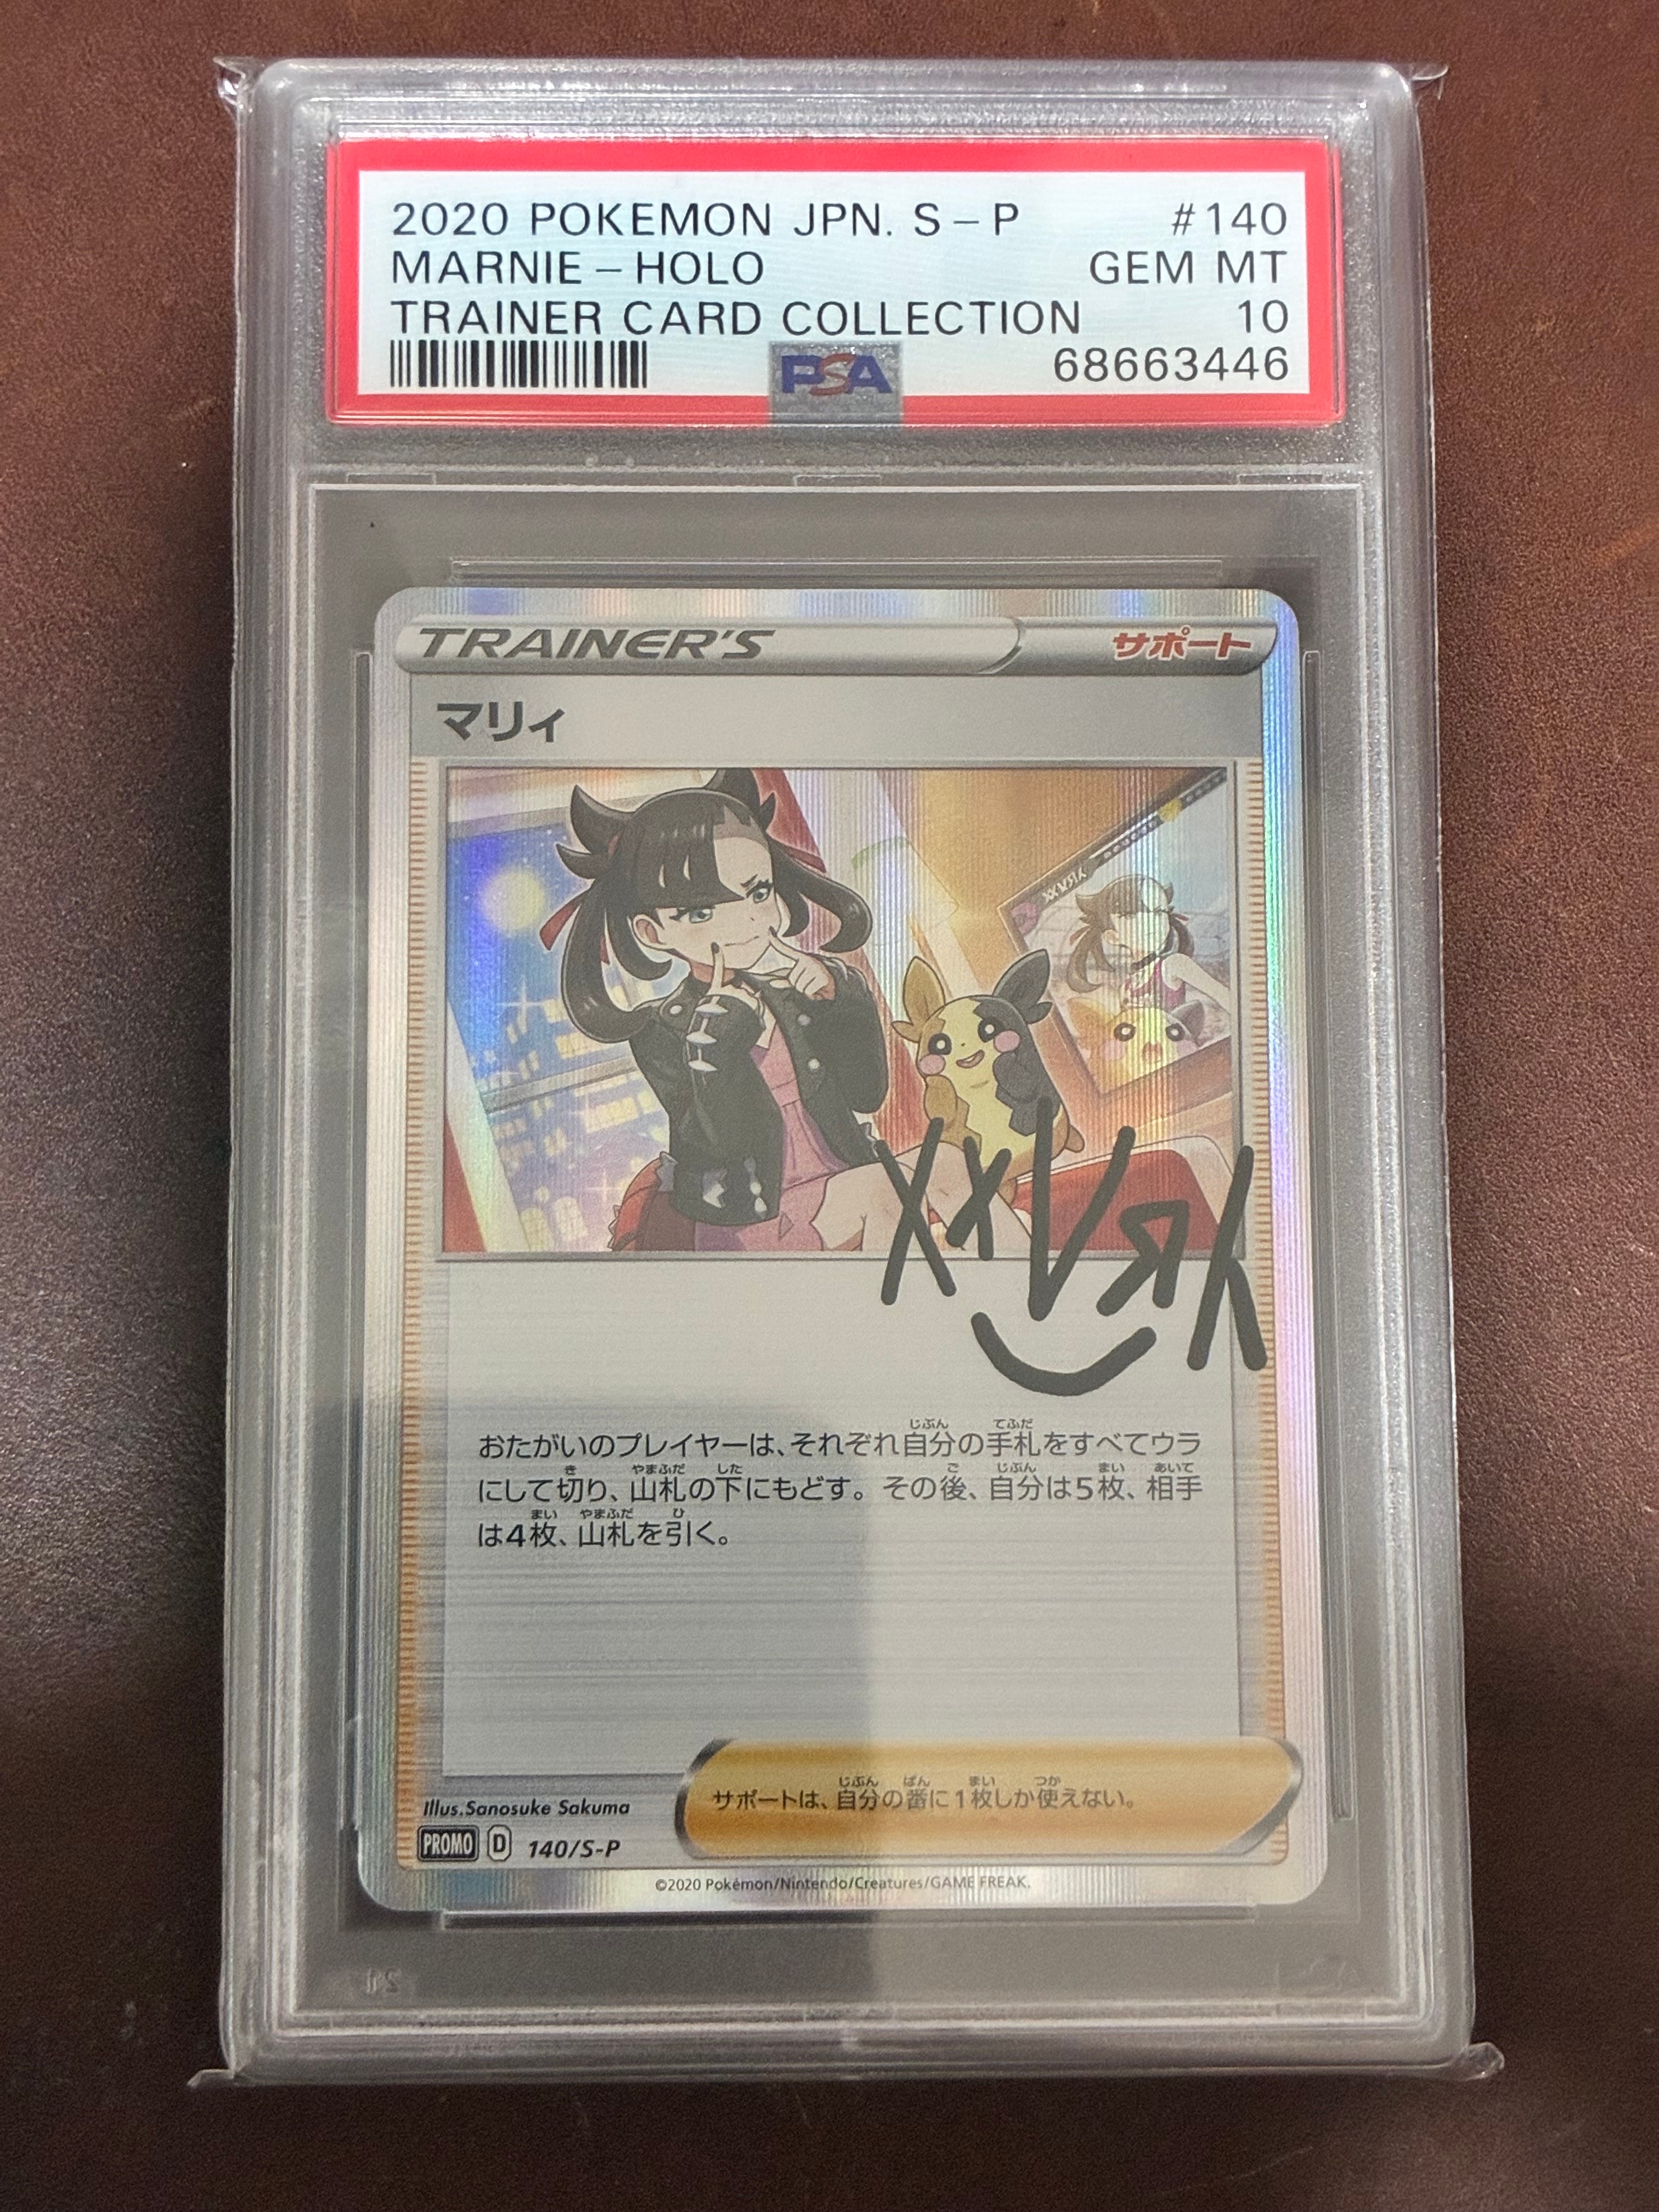 2020 POKEMON JPN. S-P #140
MARNIE-HOLO GEM MT
TRAINER CARD COLLECTION 10
PSA 68663446
TRAINER'S サポート
マリィ
おたがいのプレイヤーは、それぞれ自分の手札をすべてウラ
にして切り、山札の下にもどす。その後、自分は5枚、相手
は4枚、山札を引く。
サポートは、自分の番に1枚しか使えない。
Illus.Sanosuke Sakuma
PROMO D 140/S-P
©2020 Pokémon/Nintendo/Creatures/GAME FREAK.